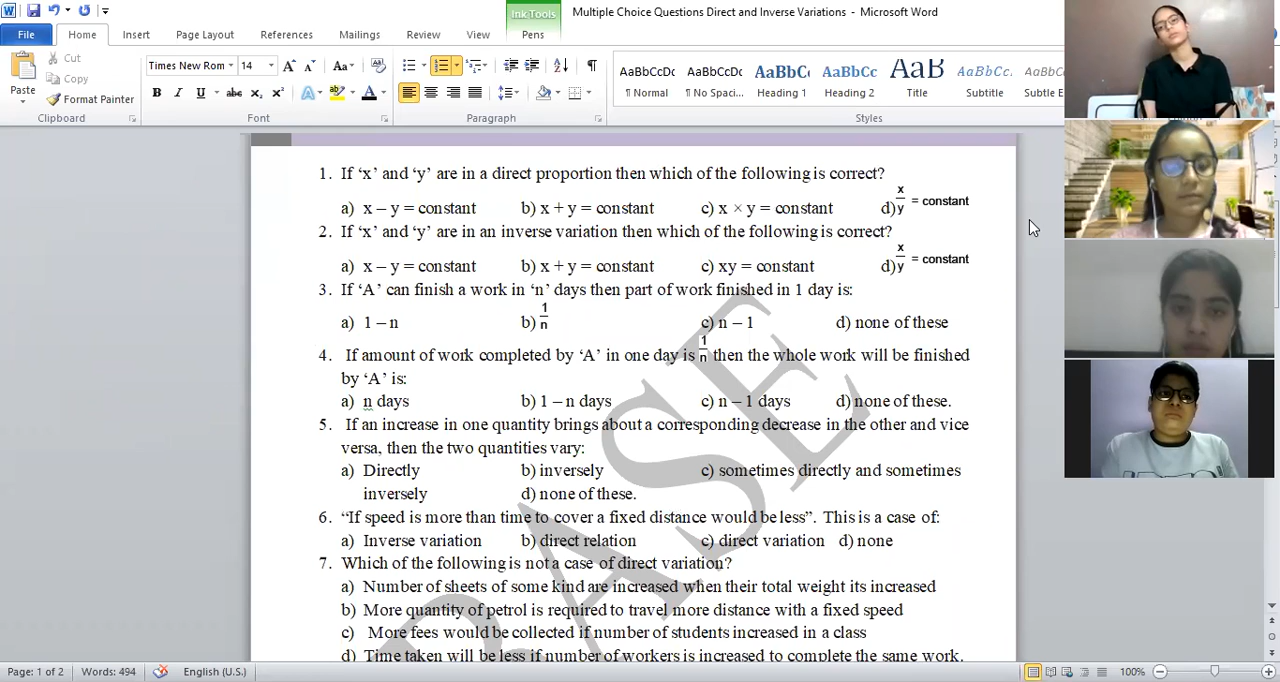 Ink Tools
Multiple Choice Questions Direct and Inverse Variations - Microsoft Word
File Home Insert Page Layout References Mailings Review View Pens
Paste
Cut
Copy
Format Painter
Times New Rom 14
AaBbCcDc AaBbCcDc AaBbCc AaBbCc AaB AaBbCc. AaBbCcD
¶ Normal ¶ No Spaci... Heading 1 Heading 2 Title Subtitle Subtle E
Clipboard Font Paragraph Styles
1. If ‘x’ and ‘y’ are in a direct proportion then which of the following is correct?
a) x – y = constant b) x + y = constant c) x × y = constant d) x/y = constant
2. If ‘x’ and ‘y’ are in an inverse variation then which of the following is correct?
a) x – y = constant b) x + y = constant c) xy = constant d) x/y = constant
3. If ‘A’ can finish a work in ‘n’ days then part of work finished in 1 day is:
a) 1 – n b) 1/n c) n – 1 d) none of these
4. If amount of work completed by ‘A’ in one day is 1/n then the whole work will be finished
by ‘A’ is:
a) n days b) 1 – n days c) n – 1 days d) none of these.
5. If an increase in one quantity brings about a corresponding decrease in the other and vice
versa, then the two quantities vary:
a) Directly b) inversely c) sometimes directly and sometimes
inversely d) none of these.
6. “If speed is more than time to cover a fixed distance would be less”. This is a case of:
a) Inverse variation b) direct relation c) direct variation d) none
7. Which of the following is not a case of direct variation?
a) Number of sheets of some kind are increased when their total weight its increased
b) More quantity of petrol is required to travel more distance with a fixed speed
c) More fees would be collected if number of students increased in a class
d) Time taken will be less if number of workers is increased to complete the same work.
BASE
Page: 1 of 2 Words: 494 English (U.S.) 100%